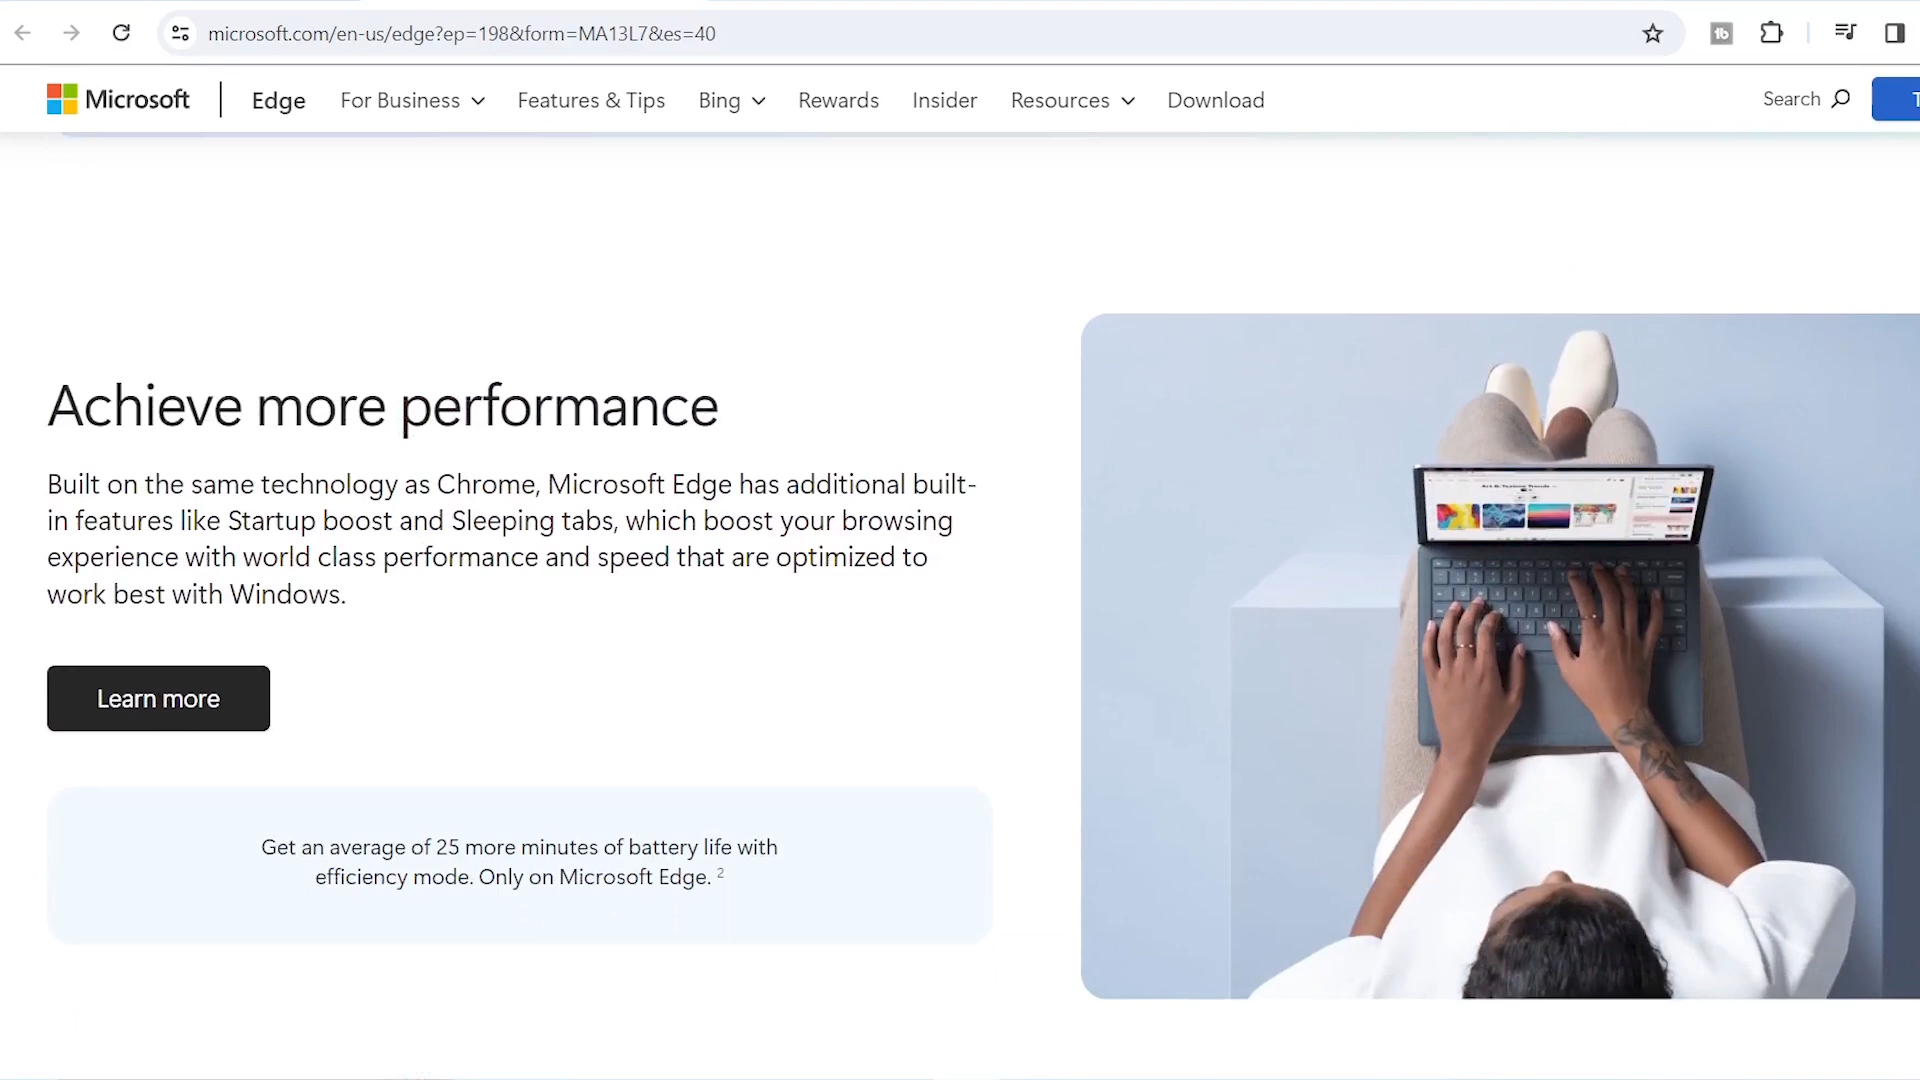 microsoft.com/en-us/edge?ep=198&form=MA13L7&es=40
Microsoft Edge For Business Features & Tips Bing Rewards Insider Resources Download Search
Achieve more performance
Built on the same technology as Chrome, Microsoft Edge has additional built-
in features like Startup boost and Sleeping tabs, which boost your browsing
experience with world class performance and speed that are optimized to
work best with Windows.
Learn more
Get an average of 25 more minutes of battery life with
efficiency mode. Only on Microsoft Edge. 2